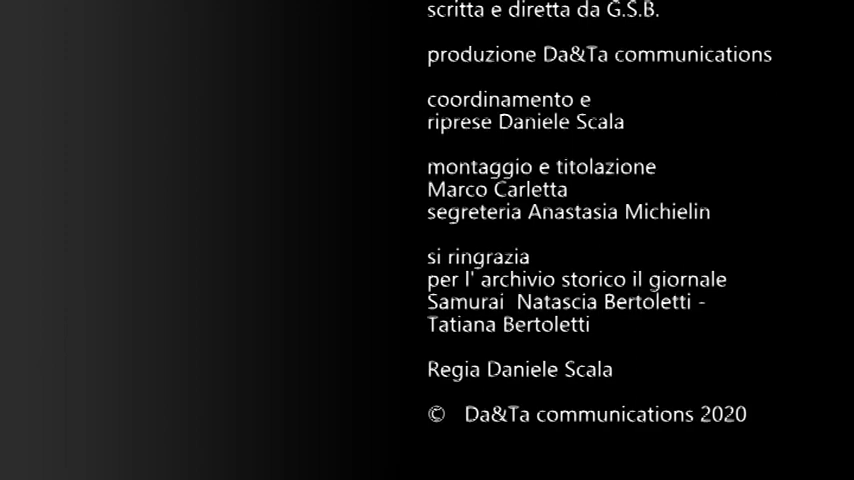 scritta e diretta da G.S.B.
produzione Da&Ta communications
coordinamento e
riprese Daniele Scala
montaggio e titolazione
Marco Carletta
segreteria Anastasia Michielin
si ringrazia
per l' archivio storico il giornale
Samurai  Natascia Bertoletti -
Tatiana Bertoletti
Regia Daniele Scala
©   Da&Ta communications 2020